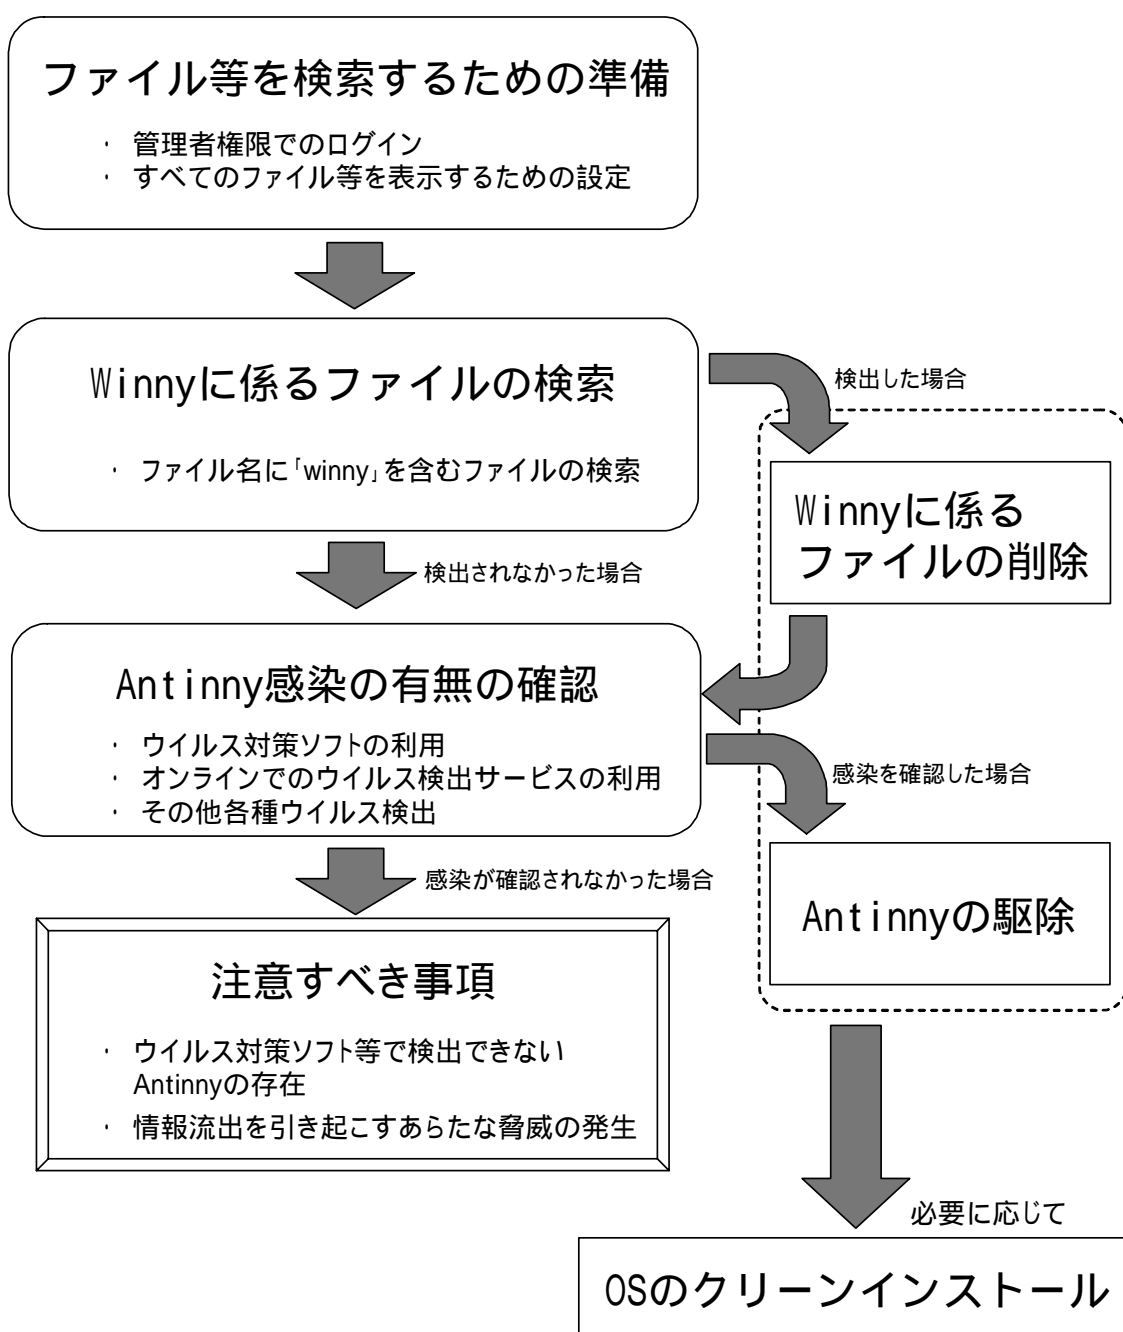 ファイル等を検索するための準備
・ 管理者権限でのログイン
・ すべてのファイル等を表示するための設定
Winnyに係るファイルの検索
・ ファイル名に「winny」を含むファイルの検索
検出した場合
Winnyに係る
ファイルの削除
検出されなかった場合
Antinny感染の有無の確認
・ ウイルス対策ソフトの利用
・ オンラインでのウイルス検出サービスの利用
・ その他各種ウイルス検出
感染を確認した場合
Antinnyの駆除
感染が確認されなかった場合
注意すべき事項
・ ウイルス対策ソフト等で検出できない
Antinnyの存在
・ 情報流出を引き起こすあらたな脅威の発生
必要に応じて
OSのクリーンインストール